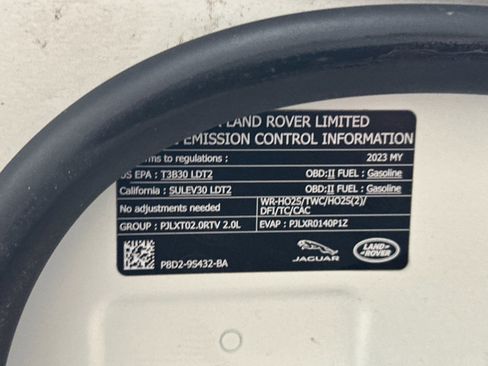 LAND ROVER LIMITED
EMISSION CONTROL INFORMATION
to regulations : 2023 MY
US EPA : T3B30 LDT2 OBD:II FUEL : Gasoline
California : SULEV30 LDT2 OBD:II FUEL : Gasoline
No adjustments needed WR-HO2S/TWC/HO2S(2)/
DFI/TC/CAC
GROUP : PJLXT02.0RTV 2.0L EVAP : PJLXR0140P1Z
P8D2-9S432-BA
JAGUAR
LAND
ROVER